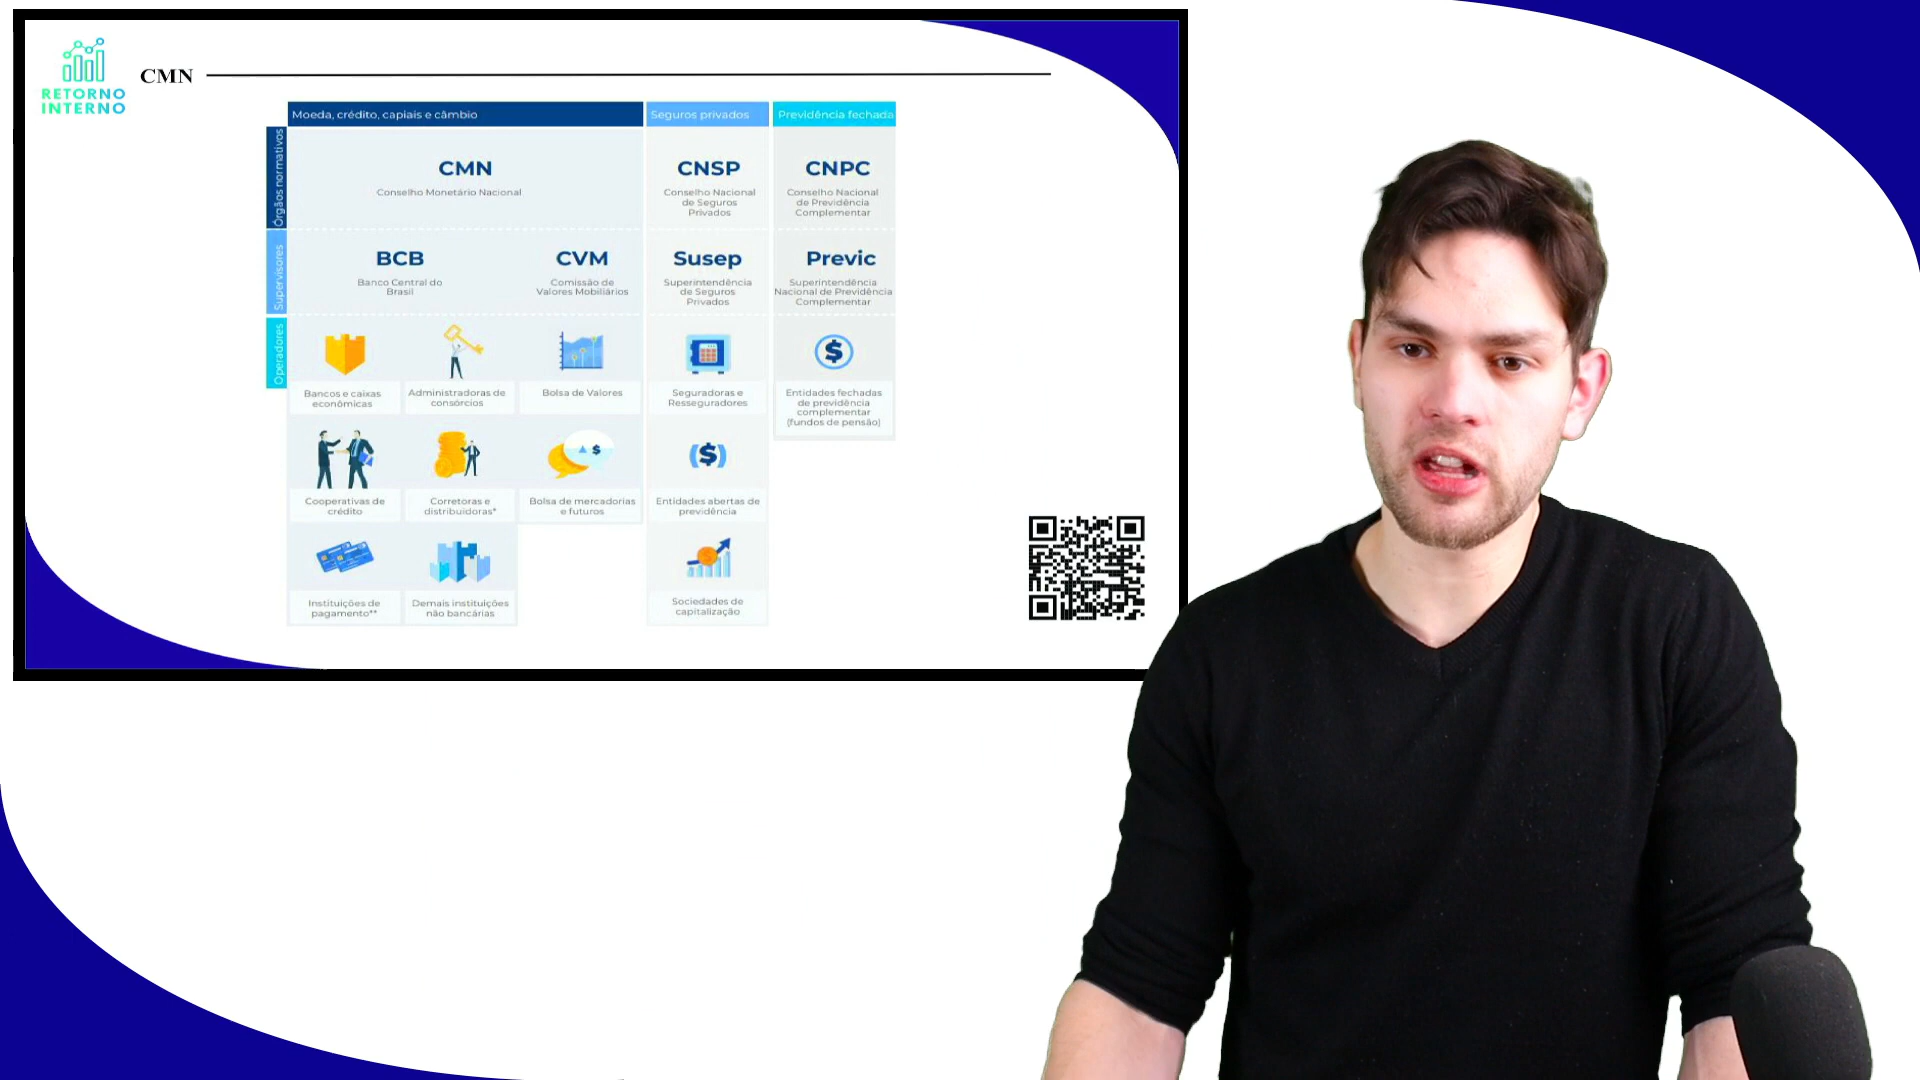 RETORNO
INTERNO
CMN
Moeda, crédito, capiais e câmbio
Seguros privados
Previdência fechada
Órgãos normativos
CMN
Conselho Monetário Nacional
CNSP
Conselho Nacional
de Seguros
Privados
CNPC
Conselho Nacional
de Previdência
Complementar
Supervisores
BCB
Banco Central do
Brasil
CVM
Comissão de
Valores Mobiliários
Susep
Superintendência
de Seguros
Privados
Previc
Superintendência
Nacional de Previdência
Complementar
Operadores
Bancos e caixas
econômicas
Administradoras de
consórcios
Bolsa de Valores
Seguradoras e
Resseguradores
Entidades fechadas
de previdência
complementar
(fundos de pensão)
Cooperativas de
crédito
Corretoras e
distribuidoras*
Bolsa de mercadorias
e futuros
Entidades abertas de
previdência
Instituições de
pagamento**
Demais instituições
não bancárias
Sociedades de
capitalização